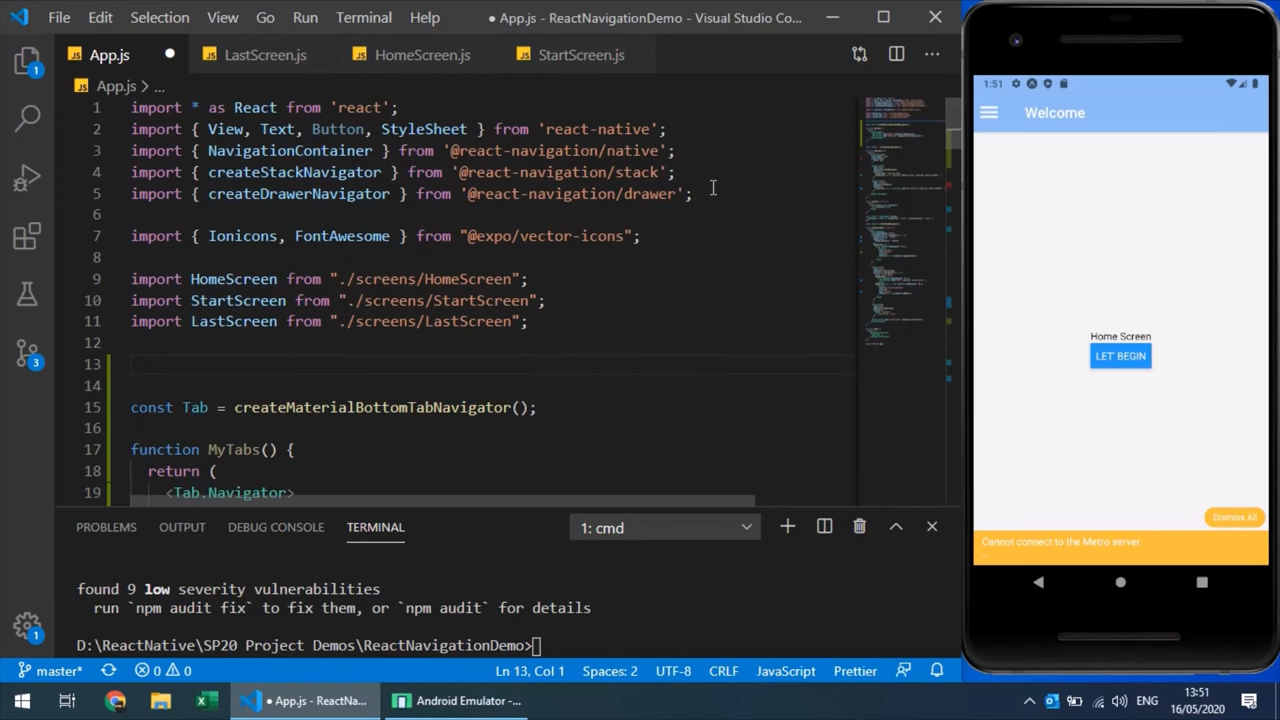 File Edit Selection View Go Run Terminal Help ● App.js - ReactNavigationDemo - Visual Studio Co...
JS App.js ● JS LastScreen.js JS HomeScreen.js JS StartScreen.js ...
JS App.js > ...
1 import * as React from 'react';
2 import { View, Text, Button, StyleSheet } from 'react-native';
3 import { NavigationContainer } from '@react-navigation/native';
4 import { createStackNavigator } from '@react-navigation/stack';
5 import { createDrawerNavigator } from '@react-navigation/drawer';
6
7 import { Ionicons, FontAwesome } from "@expo/vector-icons";
8
9 import HomeScreen from "./screens/HomeScreen";
10 import StartScreen from "./screens/StartScreen";
11 import LastScreen from "./screens/LastScreen";
12
13
14
15 const Tab = createMaterialBottomTabNavigator();
16
17 function MyTabs() {
18 return (
19 <Tab.Navigator>
1
3
1
PROBLEMS OUTPUT DEBUG CONSOLE TERMINAL 1: cmd
found 9 low severity vulnerabilities
run `npm audit fix` to fix them, or `npm audit` for details
D:\ReactNative\SP20 Project Demos\ReactNavigationDemo>
master* 0 0 Ln 13, Col 1 Spaces: 2 UTF-8 CRLF JavaScript Prettier
● App.js - ReactNa... Android Emulator -... ENG 13:51
16/05/2020
1:51
Welcome
Home Screen
LET' BEGIN
Dismiss All
Cannot connect to the Metro server.
...